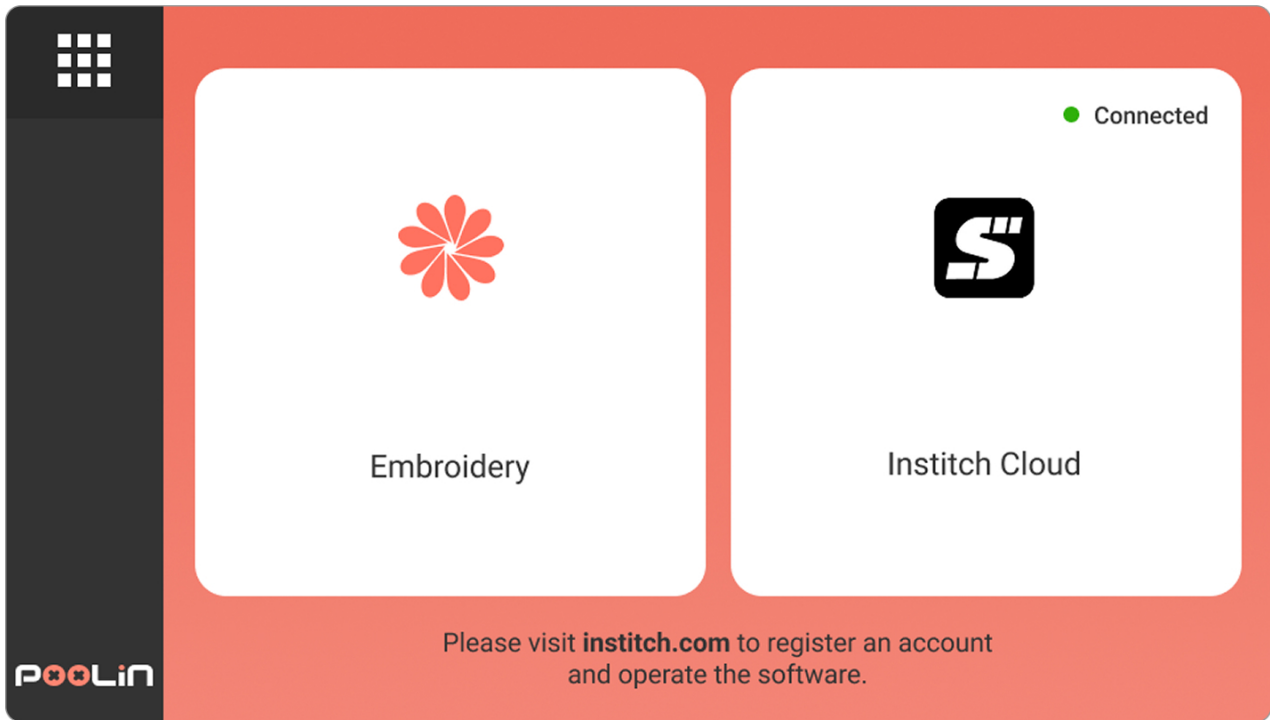 Connected
Embroidery
Institch Cloud
Please visit institch.com to register an account
and operate the software.
POOLiN